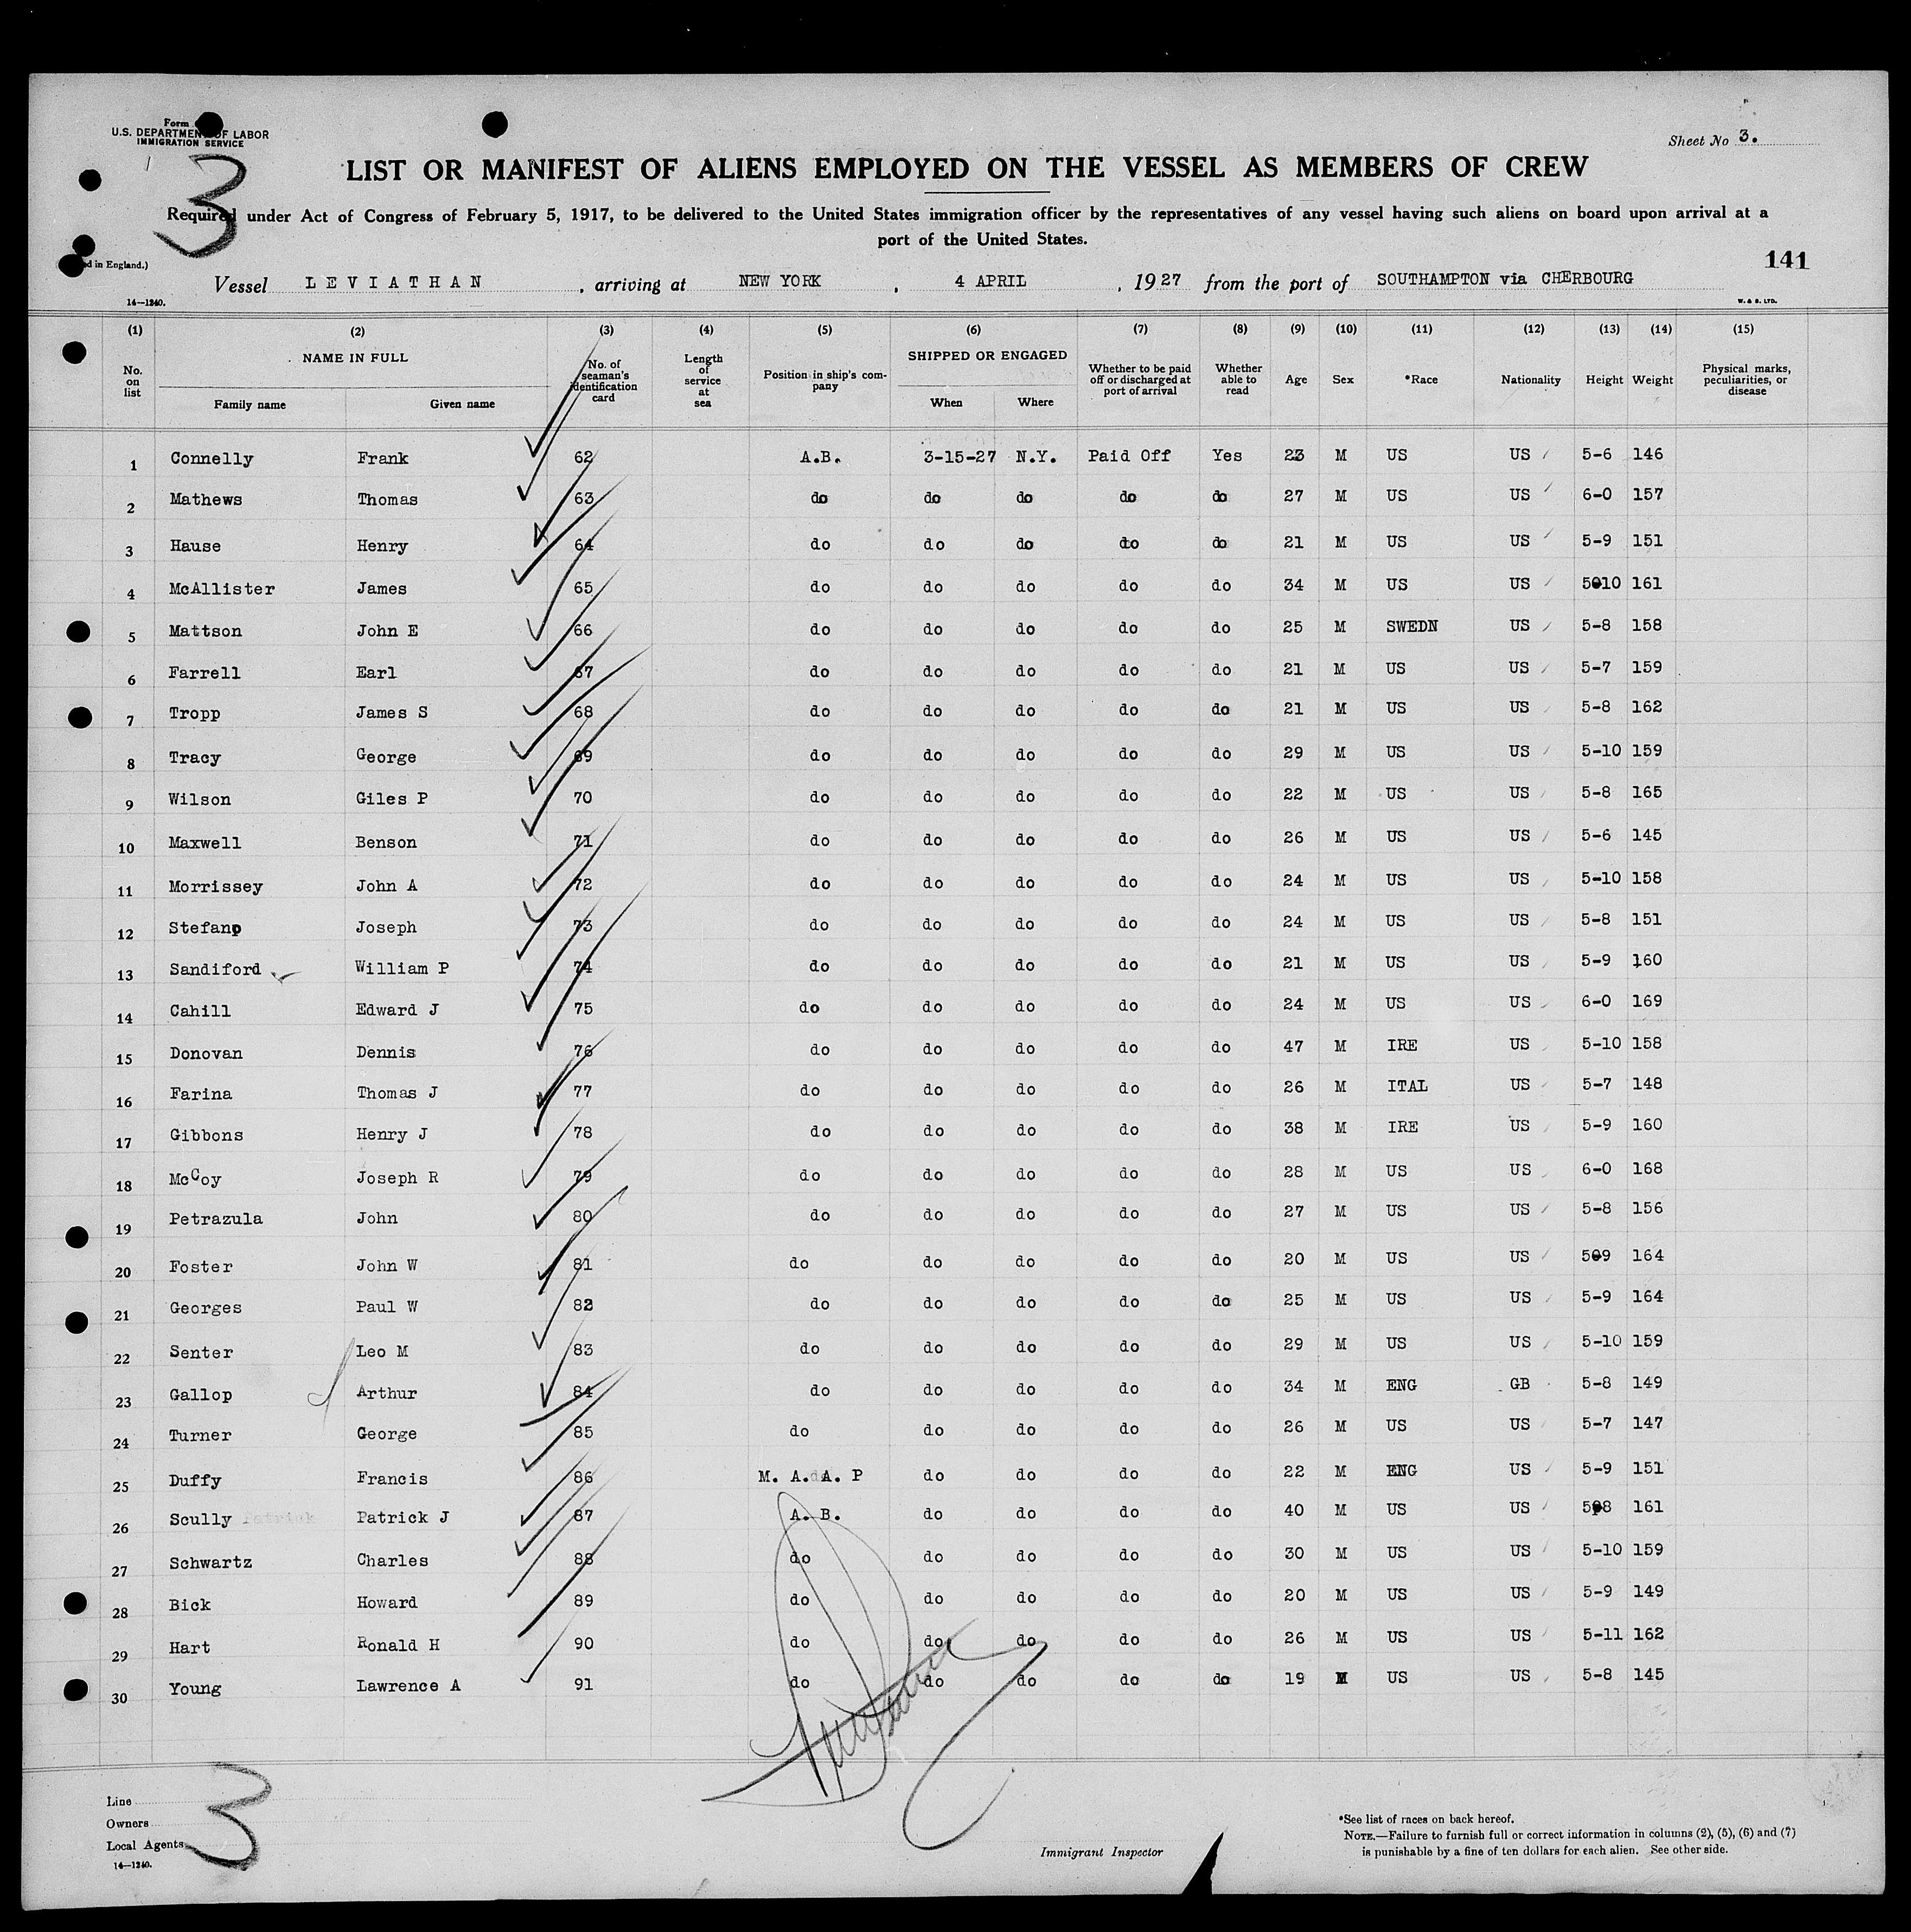 Form
U.S. DEPARTMENT OF LABOR
IMMIGRATION SERVICE
Sheet No 3.
3
LIST OR MANIFEST OF ALIENS EMPLOYED ON THE VESSEL AS MEMBERS OF CREW
Required under Act of Congress of February 5, 1917, to be delivered to the United States immigration officer by the representatives of any vessel having such aliens on board upon arrival at a
port of the United States.
d in England.)
141
Vessel LEVIATHAN , arriving at NEW YORK , 4 APRIL , 1927 from the port of SOUTHAMPTON via CHERBOURG
14—1240.
W. & S. LTD.
(1) (2) (3) (4) (5) (6) (7) (8) (9) (10) (11) (12) (13) (14) (15)
No. on list NAME IN FULL Family name Given name No. of seaman's identification card Length of service at sea Position in ship's company SHIPPED OR ENGAGED When Where Whether to be paid off or discharged at port of arrival Whether able to read Age Sex *Race Nationality Height Weight Physical marks, peculiarities, or disease
1 Connelly Frank 62 A.B. 3-15-27 N.Y. Paid Off Yes 23 M US US 5-6 146
2 Mathews Thomas 63 do do do do do 27 M US US 6-0 157
3 Hause Henry 64 do do do do do 21 M US US 5-9 151
4 McAllister James 65 do do do do do 34 M US US 5-10 161
5 Mattson John E 66 do do do do do 25 M SWEDN US 5-8 158
6 Farrell Earl 67 do do do do do 21 M US US 5-7 159
7 Tropp James S 68 do do do do do 21 M US US 5-8 162
8 Tracy George 69 do do do do do 29 M US US 5-10 159
9 Wilson Giles P 70 do do do do do 22 M US US 5-8 165
10 Maxwell Benson 71 do do do do do 26 M US US 5-6 145
11 Morrissey John A 72 do do do do do 24 M US US 5-10 158
12 Stefano Joseph 73 do do do do do 24 M US US 5-8 151
13 Sandiford William P 74 do do do do do 21 M US US 5-9 160
14 Cahill Edward J 75 do do do do do 24 M US US 6-0 169
15 Donovan Dennis 76 do do do do do 47 M IRE US 5-10 158
16 Farina Thomas J 77 do do do do do 26 M ITAL US 5-7 148
17 Gibbons Henry J 78 do do do do do 38 M IRE US 5-9 160
18 McCoy Joseph R 79 do do do do do 28 M US US 6-0 168
19 Petrazula John 80 do do do do do 27 M US US 5-8 156
20 Foster John W 81 do do do do do 20 M US US 5-9 164
21 Georges Paul W 82 do do do do do 25 M US US 5-9 164
22 Senter Leo M 83 do do do do do 29 M US US 5-10 159
23 Gallop Arthur 84 do do do do do 34 M ENG GB 5-8 149
24 Turner George 85 do do do do do 26 M US US 5-7 147
25 Duffy Francis 86 M. A. A. P do do do do 22 M ENG US 5-9 151
26 Scully Patrick J 87 A. B. do do do do 40 M US US 5-8 161
27 Schwartz Charles 88 do do do do do 30 M US US 5-10 159
28 Bick Howard 89 do do do do do 20 M US US 5-9 149
29 Hart Ronald H 90 do do do do do 26 M US US 5-11 162
30 Young Lawrence A 91 do do do do do 19 M US US 5-8 145
3
Line
Owners
Local Agents
14—1240.
Immigrant Inspector
*See list of races on back hereof.
NOTE.—Failure to furnish full or correct information in columns (2), (5), (6) and (7)
is punishable by a fine of ten dollars for each alien. See other side.